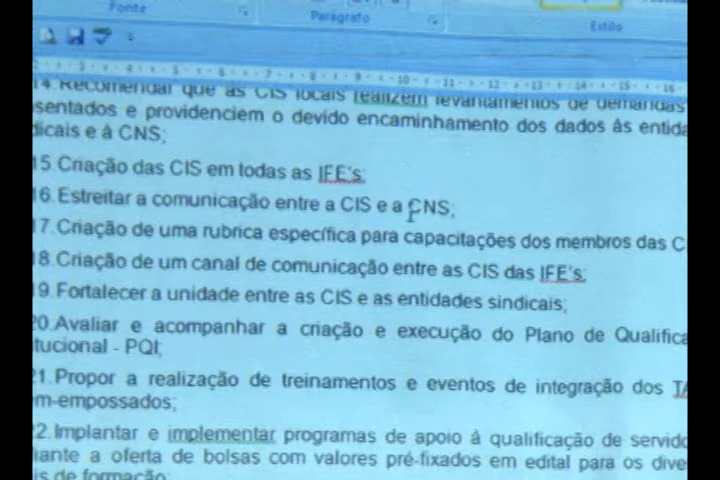 Fonte
Parágrafo
Estilo
14. Recomendar que as CIS locais realizem levantamentos de demandas
sentados e providenciem o devido encaminhamento dos dados às entida
dicais e à CNS;
15. Criação das CIS em todas as IFE's;
16. Estreitar a comunicação entre a CIS e a CNS;
17. Criação de uma rubrica específica para capacitações dos membros das C
18. Criação de um canal de comunicação entre as CIS das IFE's;
19. Fortalecer a unidade entre as CIS e as entidades sindicais;
20. Avaliar e acompanhar a criação e execução do Plano de Qualifica
tucional - PQI;
21. Propor a realização de treinamentos e eventos de integração dos TA
m-empossados;
22. Implantar e implementar programas de apoio à qualificação de servido
iante a oferta de bolsas com valores pré-fixados em edital para os dive
is de formação;